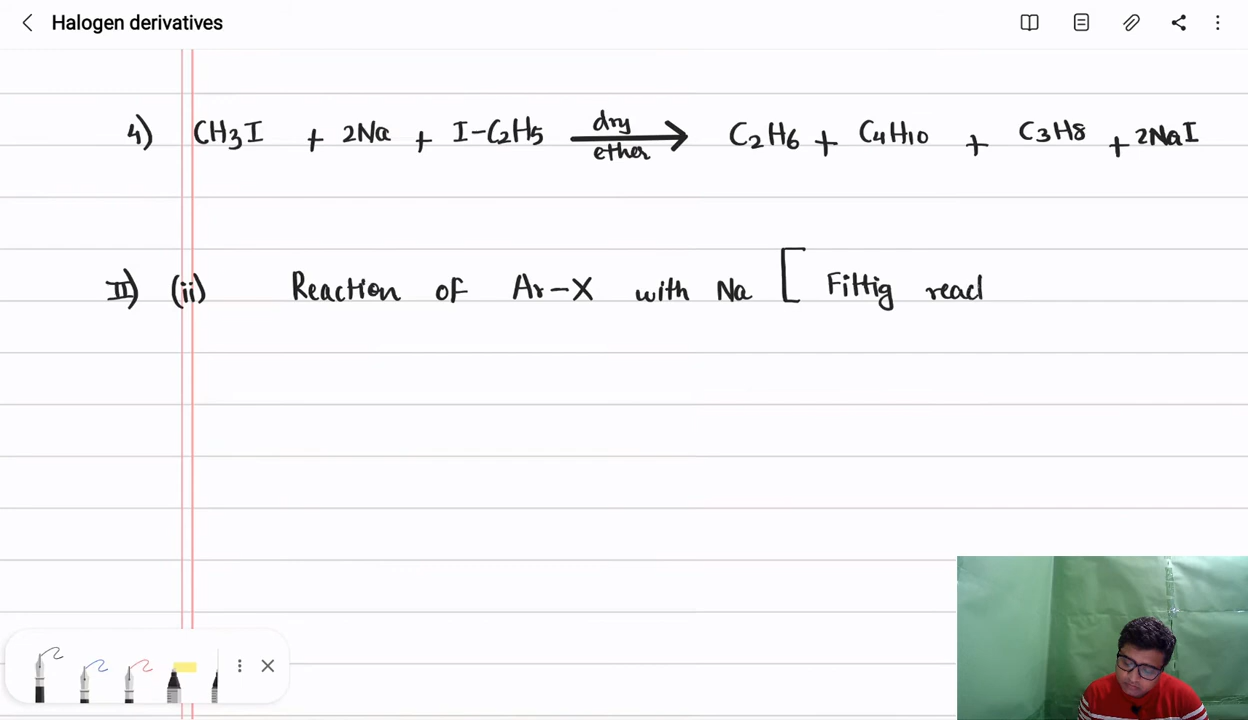 Halogen derivatives
4) CH3I + 2Na + I-C2H5 dry ether → C2H6 + C4H10 + C3H8 + 2NaI
II) (ii) Reaction of Ar-X with Na [ Fittig react